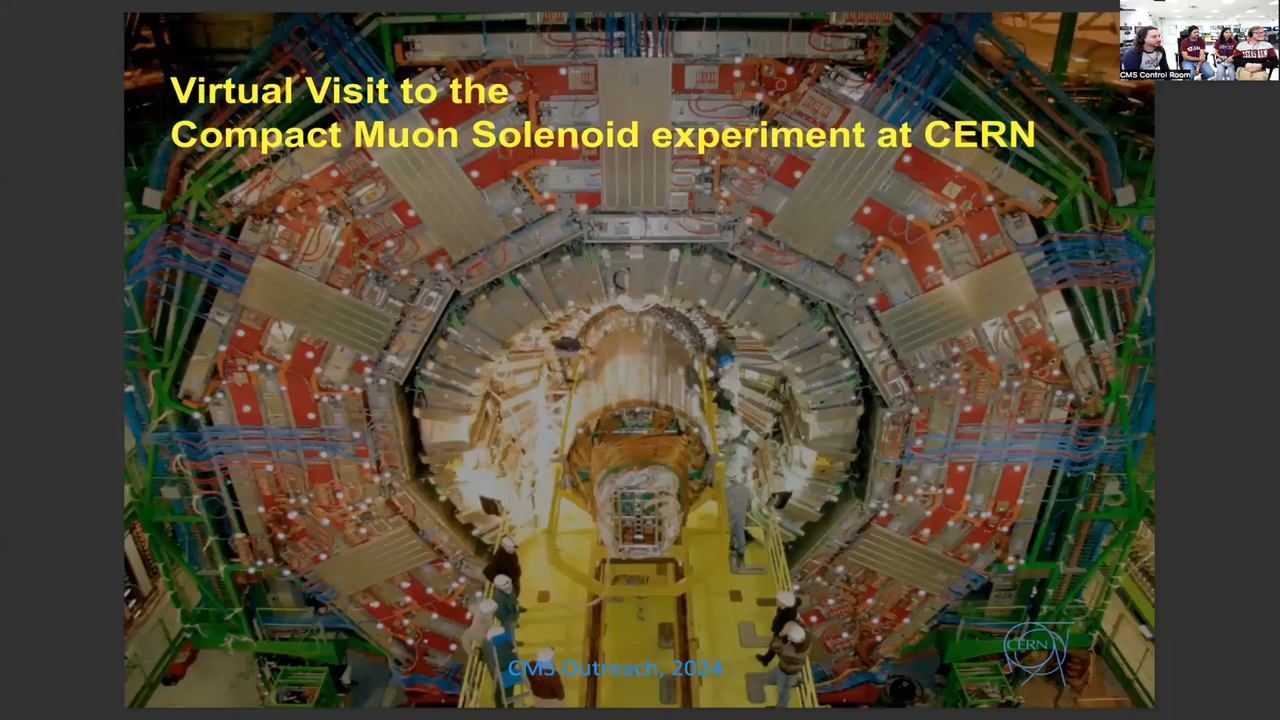 Virtual Visit to the
Compact Muon Solenoid experiment at CERN
CMS Control Room
CMS Outreach, 2024
CERN